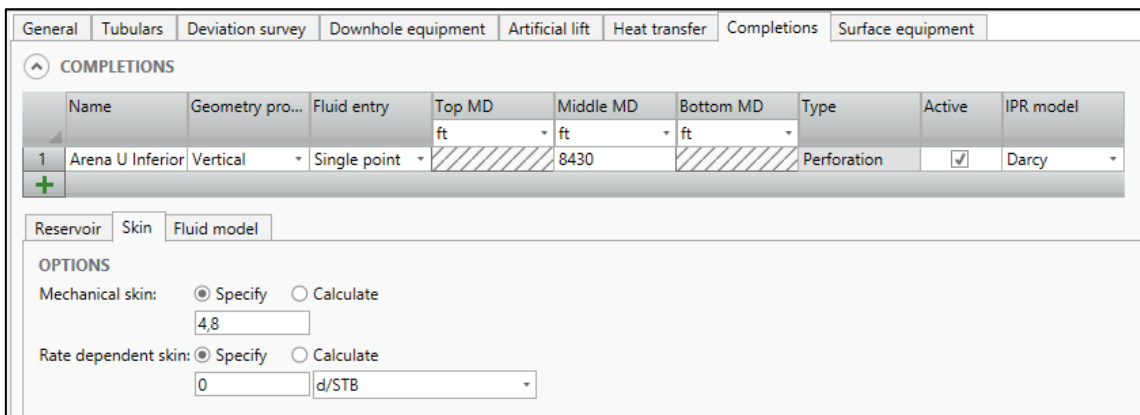 General Tubulars Deviation survey Downhole equipment Artificial lift Heat transfer Completions Surface equipment
COMPLETIONS
Name Geometry pro... Fluid entry Top MD Middle MD Bottom MD Type Active IPR model
ft ft ft
1 Arena U Inferior Vertical Single point 8430 Perforation Darcy
Reservoir Skin Fluid model
OPTIONS
Mechanical skin: Specify Calculate
4,8
Rate dependent skin: Specify Calculate
0 d/STB